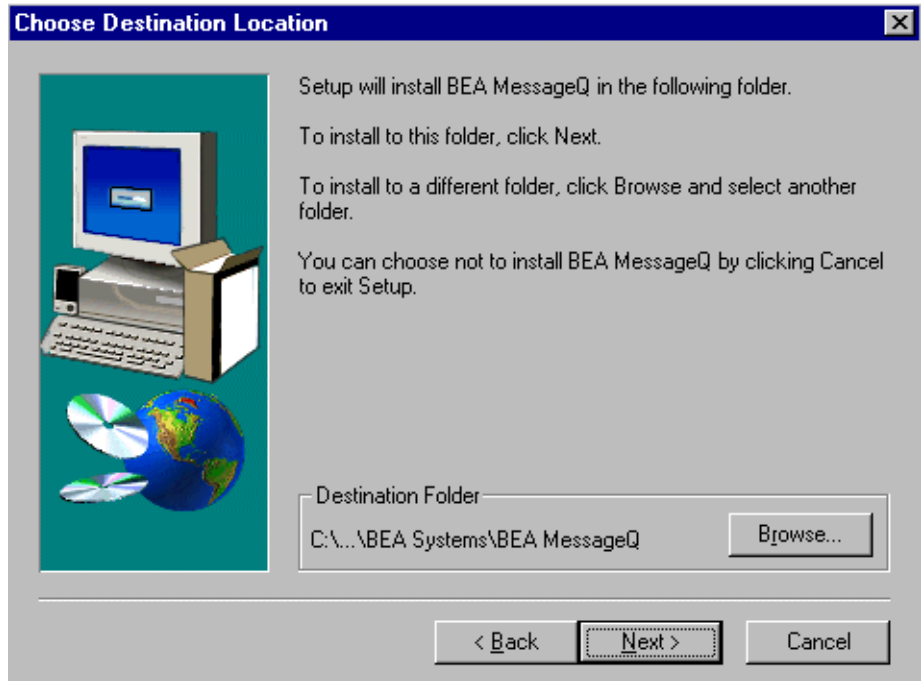 Choose Destination Location
Setup will install BEA MessageQ in the following folder.
To install to this folder, click Next.
To install to a different folder, click Browse and select another
folder.
You can choose not to install BEA MessageQ by clicking Cancel
to exit Setup.
Destination Folder
C:\...\BEA Systems\BEA MessageQ
Browse...
< Back
Next >
Cancel